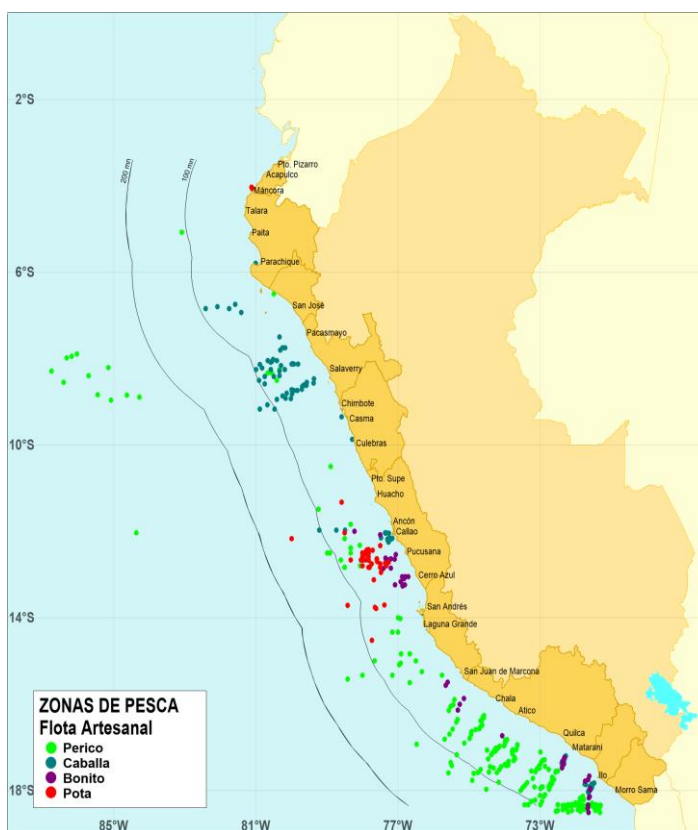 2°S
200 mn
100 mn
Pto. Pizarro
Acapulco
Máncora
Talara
Paita
6°S
Parachique
San José
Pacasmayo
Salaverry
Chimbote
Casma
10°S
Culebras
Pto. Supe
Huacho
Ancón
Callao
Pucusana
Cerro Azul
San Andrés
14°S
Laguna Grande
San Juan de Marcona
Chala
Atico
Quilca
Matarani
Ilo
Morro Sama
18°S
ZONAS DE PESCA
Flota Artesanal
Perico
Caballa
Bonito
Pota
85°W
81°W
77°W
73°W